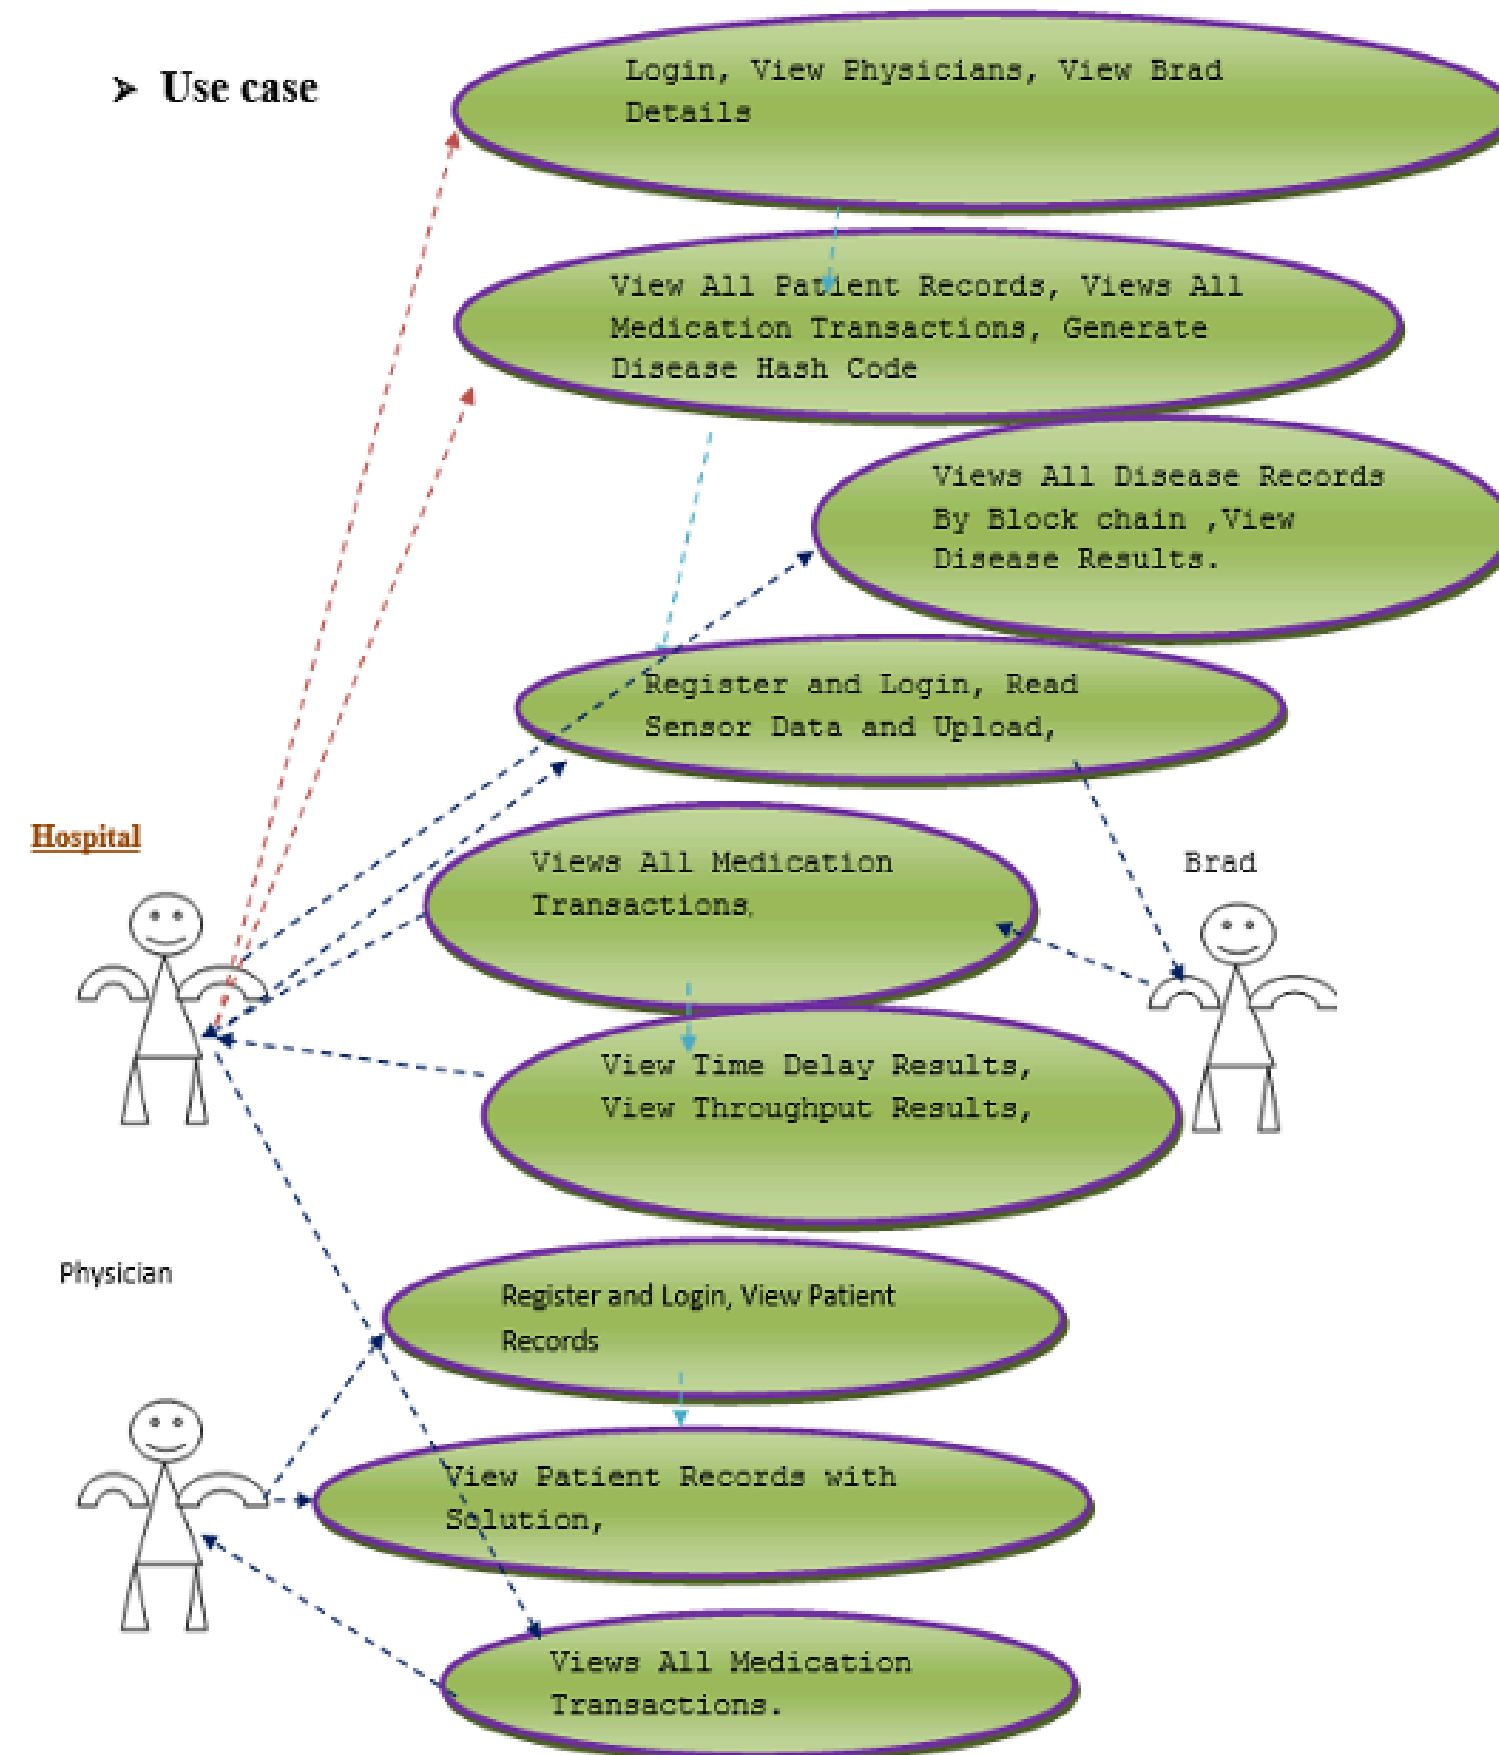 ➢ Use case
Login, View Physicians, View Brad
Details
View All Patient Records, Views All
Medication Transactions, Generate
Disease Hash Code
Views All Disease Records
By Block chain ,View
Disease Results.
Register and Login, Read
Sensor Data and Upload,
Hospital
Views All Medication
Transactions,
Brad
View Time Delay Results,
View Throughput Results,
Physician
Register and Login, View Patient
Records
View Patient Records with
Solution,
Views All Medication
Transactions.